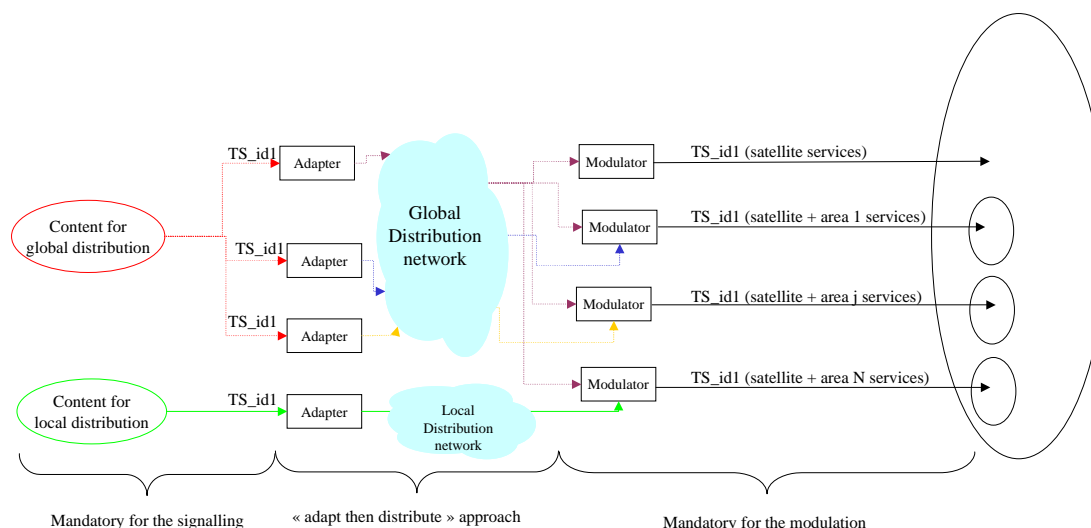 TS_id1
Adapter
Modulator
TS_id1 (satellite services)
Content for
global distribution
Global
Distribution
network
TS_id1
Adapter
Modulator
TS_id1 (satellite + area 1 services)
TS_id1
Adapter
Modulator
TS_id1 (satellite + area j services)
Content for
local distribution
TS_id1
Adapter
Local
Distribution
network
Modulator
TS_id1 (satellite + area N services)
Mandatory for the signalling
« adapt then distribute » approach
Mandatory for the modulation